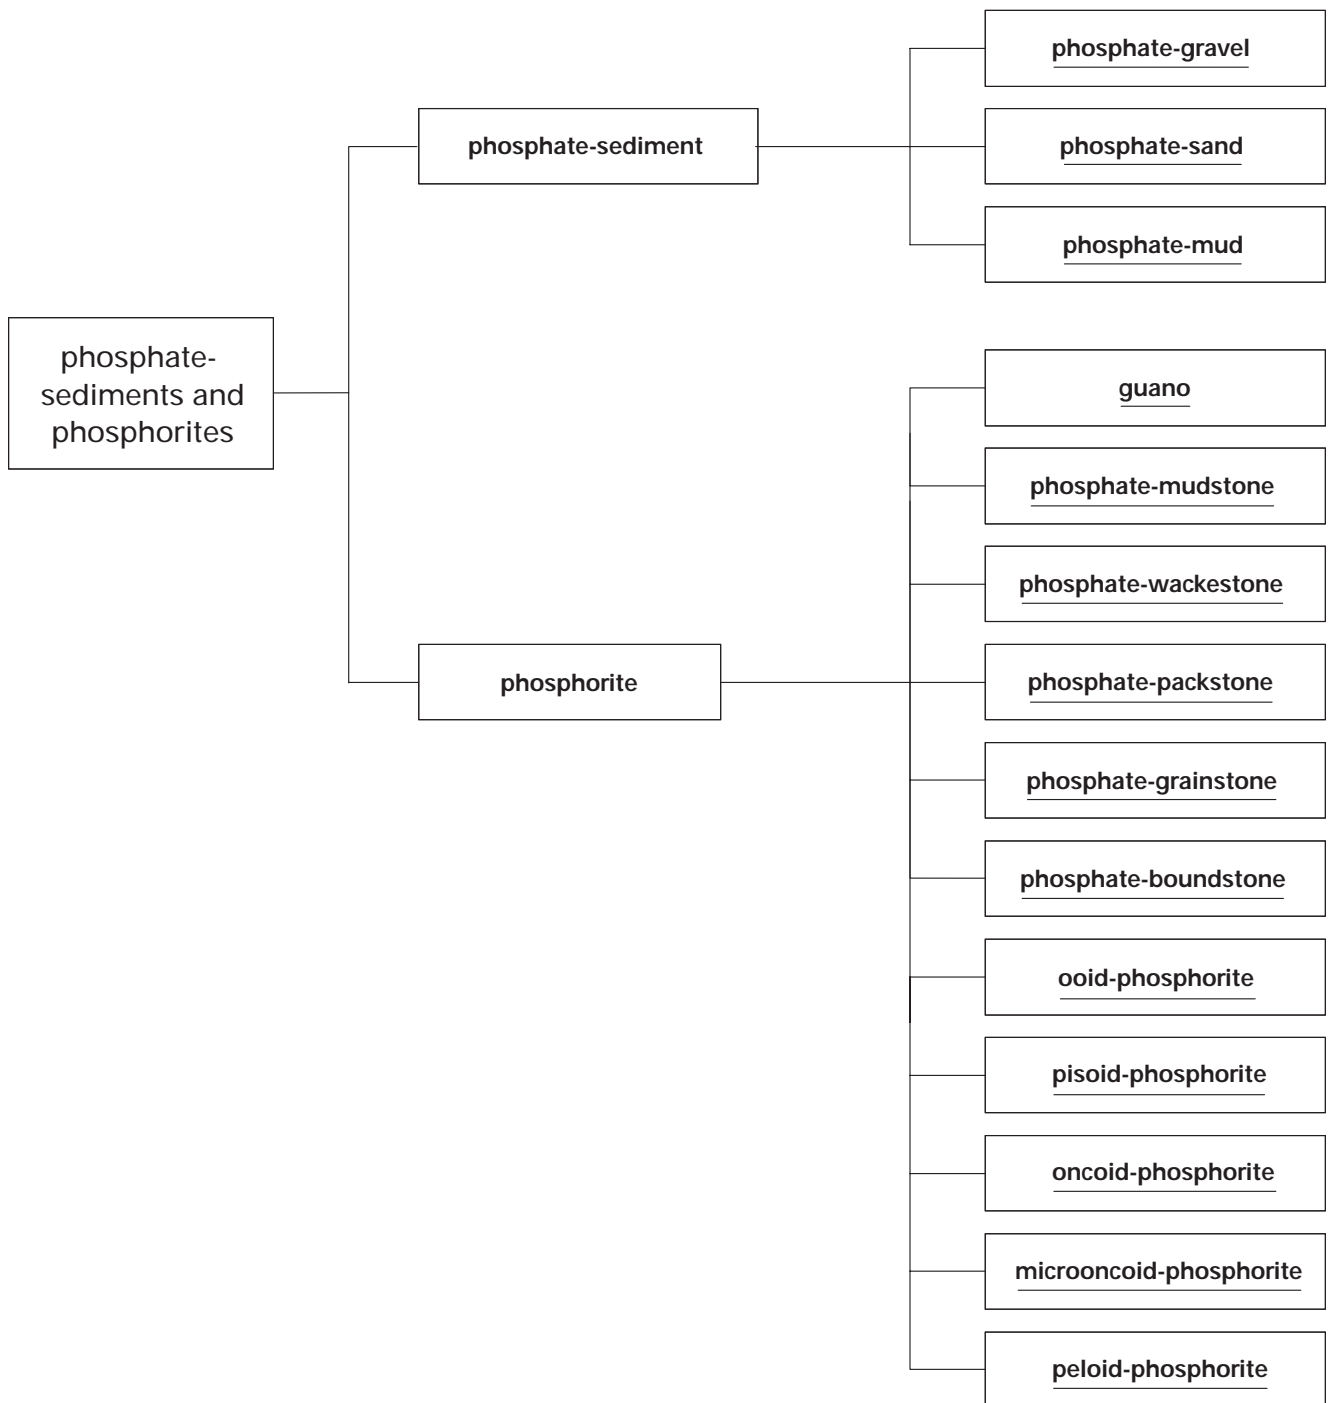 phosphate-gravel
phosphate-sediment
phosphate-sand
phosphate-mud
phosphate-
sediments and
phosphorites
guano
phosphate-mudstone
phosphate-wackestone
phosphorite
phosphate-packstone
phosphate-grainstone
phosphate-boundstone
ooid-phosphorite
pisoid-phosphorite
oncoid-phosphorite
microoncoid-phosphorite
peloid-phosphorite